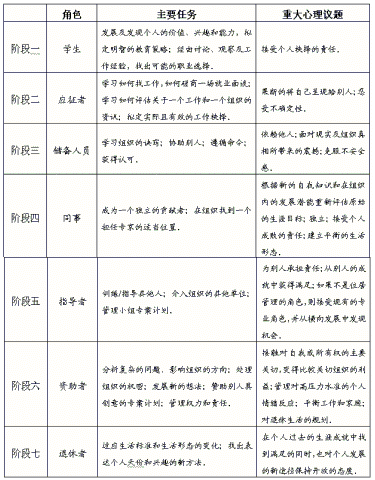 角色 主要任务 重大心理议题
阶段一 学生
发展及发现个人的价值、兴趣和能力，拟
定明智的教育策略；经由讨论、观察及工
作经验，找出可能的职业选择。
接受个人抉择的责任。
阶段二 应征者
学习如何找工作，如何磋商一场就业面谈；
学习如何评估关于一个工作和一个组织的
资讯；拟定实际且有效的工作抉择。
果断的将自己呈现给别人；忍
受不确定性。
阶段三 储备人员
学习组织的诀窍；协助别人；遵循命令；
获得认可。
依赖他人；面对现实及组织真
相所带来的震撼；克服不安全
感。
阶段四 同事
成为一个独立的贡献者；在组织找到一个
担任专家的适当位置。
根据新的自我知识和在组织
内的发展潜能重新评估原始
的生涯目标；独立；接受个人
成败的责任；建立平衡的生活
形态。
阶段五 指导者
训练/指导其他人；介入组织的其他单位；
管理小组专案计划。
为别人承担责任；从别人的成
就中获得满足；如果不是位居
管理的角色，则接受现有的专
业角色，并从横向发展中发现
机会。
阶段六 资助者
分析复杂的问题、影响组织的方向；处理
组织的机密；发展新的想法；赞助别人具
创意的专案计划；管理权力和责任。
接触对自我或所有权的主要
关切，变得比较关切组织的利
益；管理对高压力水准的个人
情绪反应；平衡工作和家庭；
对退休生活的规划。
阶段七 退休者
适应生活标准和生活形态的变化；找出表
达个人天份和兴趣的新方法。
在个人过去的生涯成就中找
到满足的同时，也对个人发展
的新途径保持开放的态度。